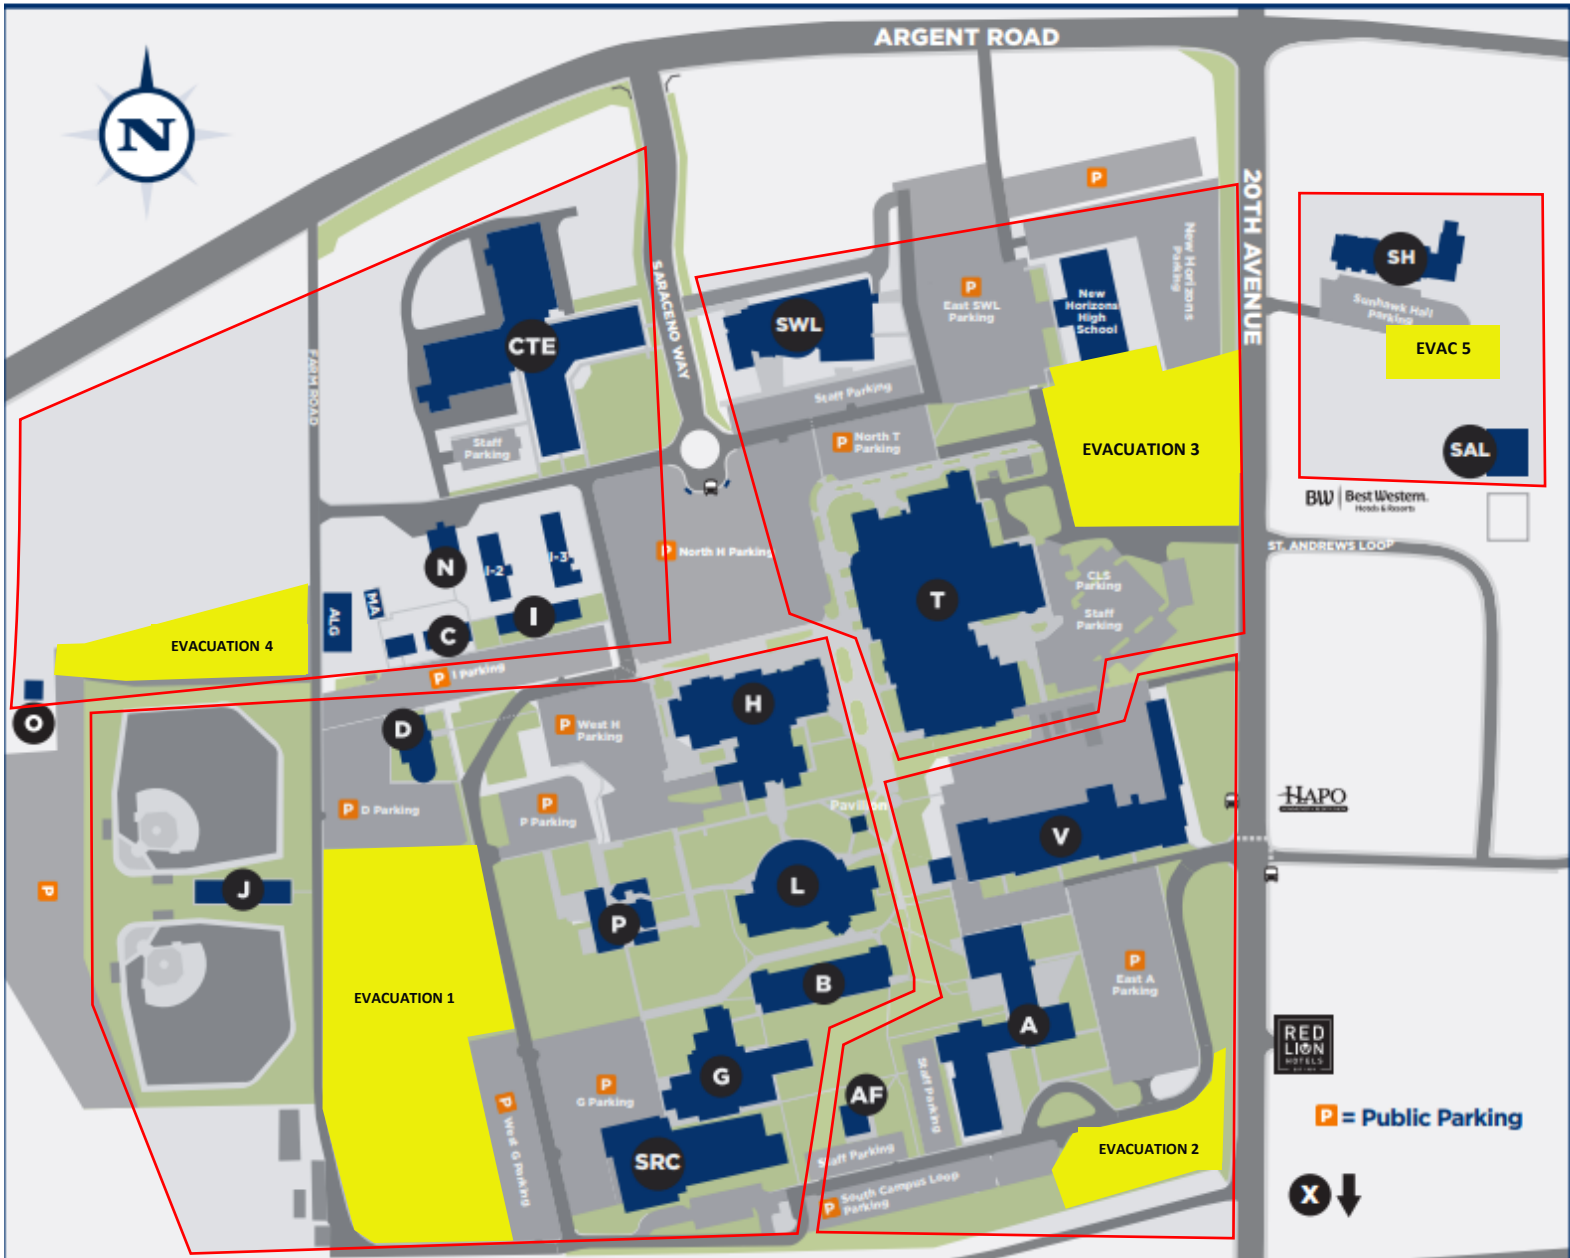 ARGENT ROAD
N
20TH AVENUE
P
New Horizons
Parking
SH
Sunhawk Hall
Parking
EVAC 5
SAL
BW Best Western.
Hotels & Resorts
ST. ANDREWS LOOP
SARACENO WAY
FARM ROAD
CTE
Staff
Parking
SWL
Staff Parking
P
East SWL
Parking
New
Horizons
High
School
EVACUATION 3
P North T
Parking
P North H Parking
T
CLS
Parking
Staff
Parking
N
I-2
I-3
MA
ALG
C
I
P I Parking
EVACUATION 4
O
D
P West H
Parking
H
P D Parking
P
P Parking
Pavilion
HAPO
V
J
P
P
L
B
EVACUATION 1
P
East A
Parking
A
RED
LION
HOTELS
G
P
G Parking
P West G Parking
AF
Staff Parking
Staff Parking
SRC
P South Campus Loop
Parking
EVACUATION 2
P = Public Parking
X